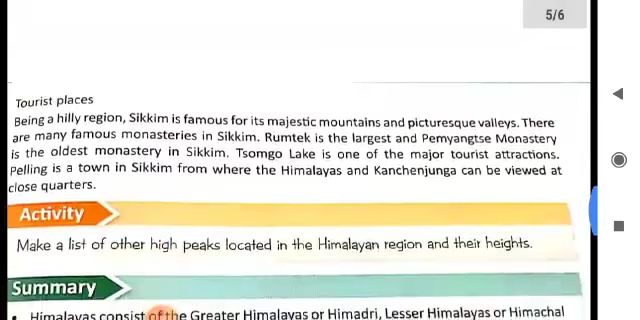 5/6
Tourist places
Being a hilly region, Sikkim is famous for its majestic mountains and picturesque valleys. There
are many famous monasteries in Sikkim. Rumtek is the largest and Pemyangtse Monastery
is the oldest monastery in Sikkim. Tsomgo Lake is one of the major tourist attractions.
Pelling is a town in Sikkim from where the Himalayas and Kanchenjunga can be viewed at
close quarters.
Activity
Make a list of other high peaks located in the Himalayan region and their heights.
Summary
• Himalayas consist of the Greater Himalayas or Himadri, Lesser Himalayas or Himachal